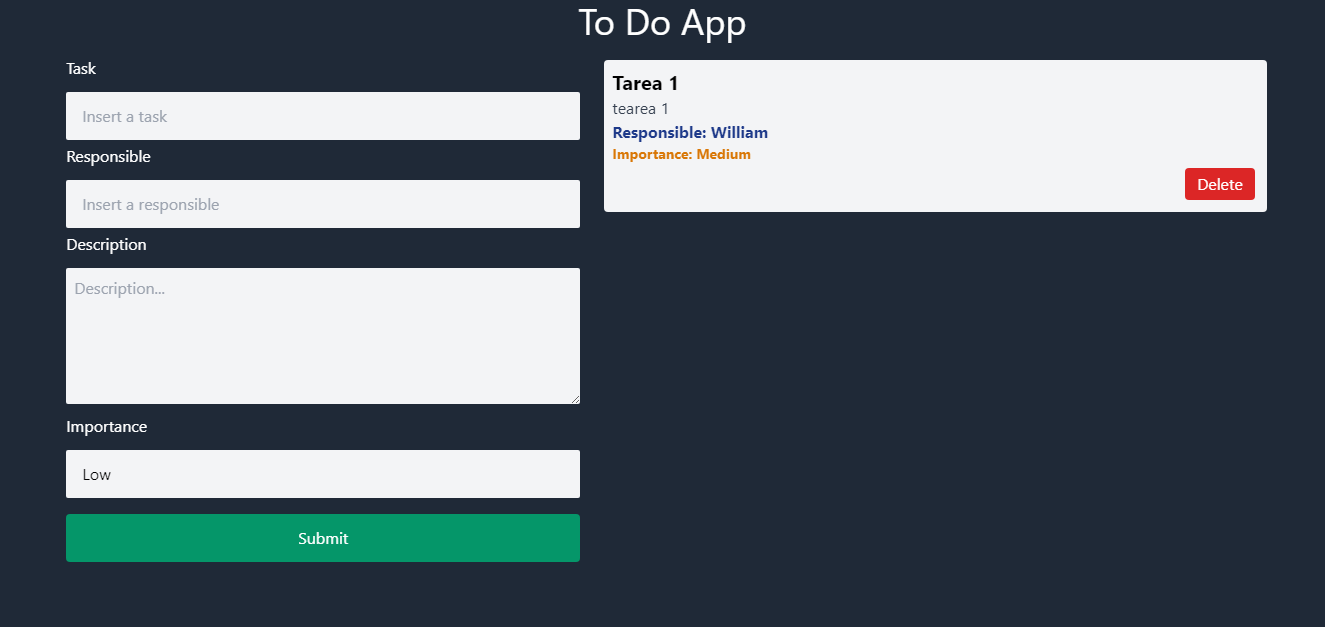 To Do App
Task
Insert a task
Responsible
Insert a responsible
Description
Description...
Importance
Low
Submit
Tarea 1
tearea 1
Responsible: William
Importance: Medium
Delete